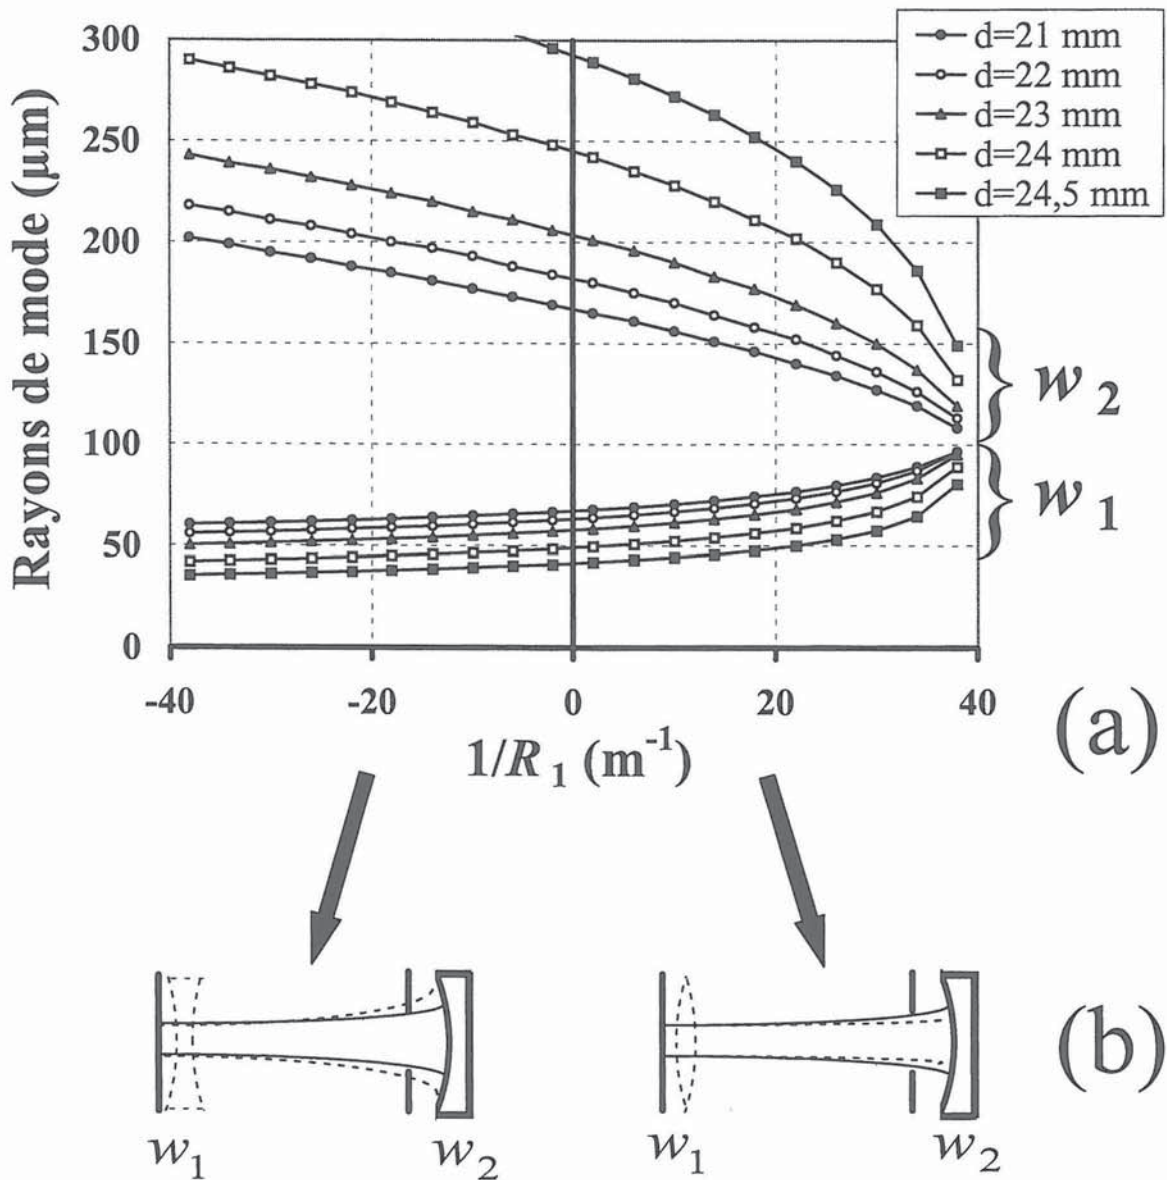 300
250
200
150
100
50
0
Rayons de mode (µm)
d=21 mm
d=22 mm
d=23 mm
d=24 mm
d=24,5 mm
w2
w1
-40 -20 0 20 40
1/R1 (m-1)
(a)
(b)
w1 w2 w1 w2